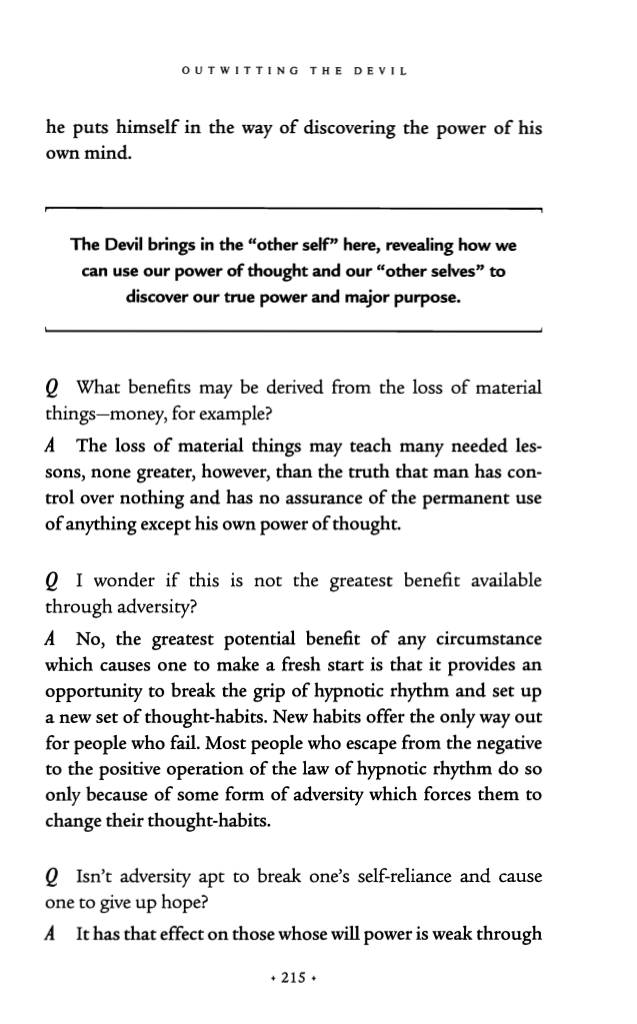 OUTWITTING THE DEVIL
he puts himself in the way of discovering the power of his
own mind.
The Devil brings in the “other self” here, revealing how we
can use our power of thought and our “other selves” to
discover our true power and major purpose.
Q What benefits may be derived from the loss of material
things—money, for example?
A The loss of material things may teach many needed les-
sons, none greater, however, than the truth that man has con-
trol over nothing and has no assurance of the permanent use
of anything except his own power of thought.
Q I wonder if this is not the greatest benefit available
through adversity?
A No, the greatest potential benefit of any circumstance
which causes one to make a fresh start is that it provides an
opportunity to break the grip of hypnotic rhythm and set up
a new set of thought-habits. New habits offer the only way out
for people who fail. Most people who escape from the negative
to the positive operation of the law of hypnotic rhythm do so
only because of some form of adversity which forces them to
change their thought-habits.
Q Isn’t adversity apt to break one’s self-reliance and cause
one to give up hope?
A It has that effect on those whose will power is weak through
• 215 •